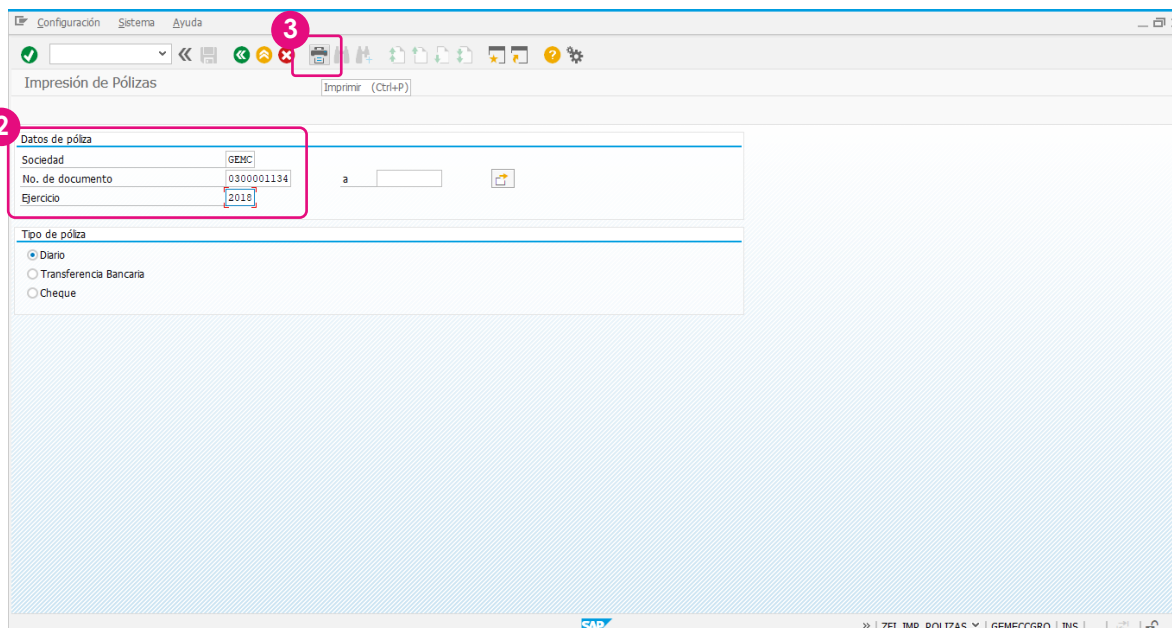 Configuración Sistema Ayuda
3
Impresión de Pólizas
Imprimir (Ctrl+P)
2
Datos de póliza
Sociedad GEMC
No. de documento 0300001134 a
Ejercicio 2018
Tipo de póliza
Diario
Transferencia Bancaria
Cheque
SAP
» | ZFI_IMP_POLIZAS | GEMECCGRO | INS |